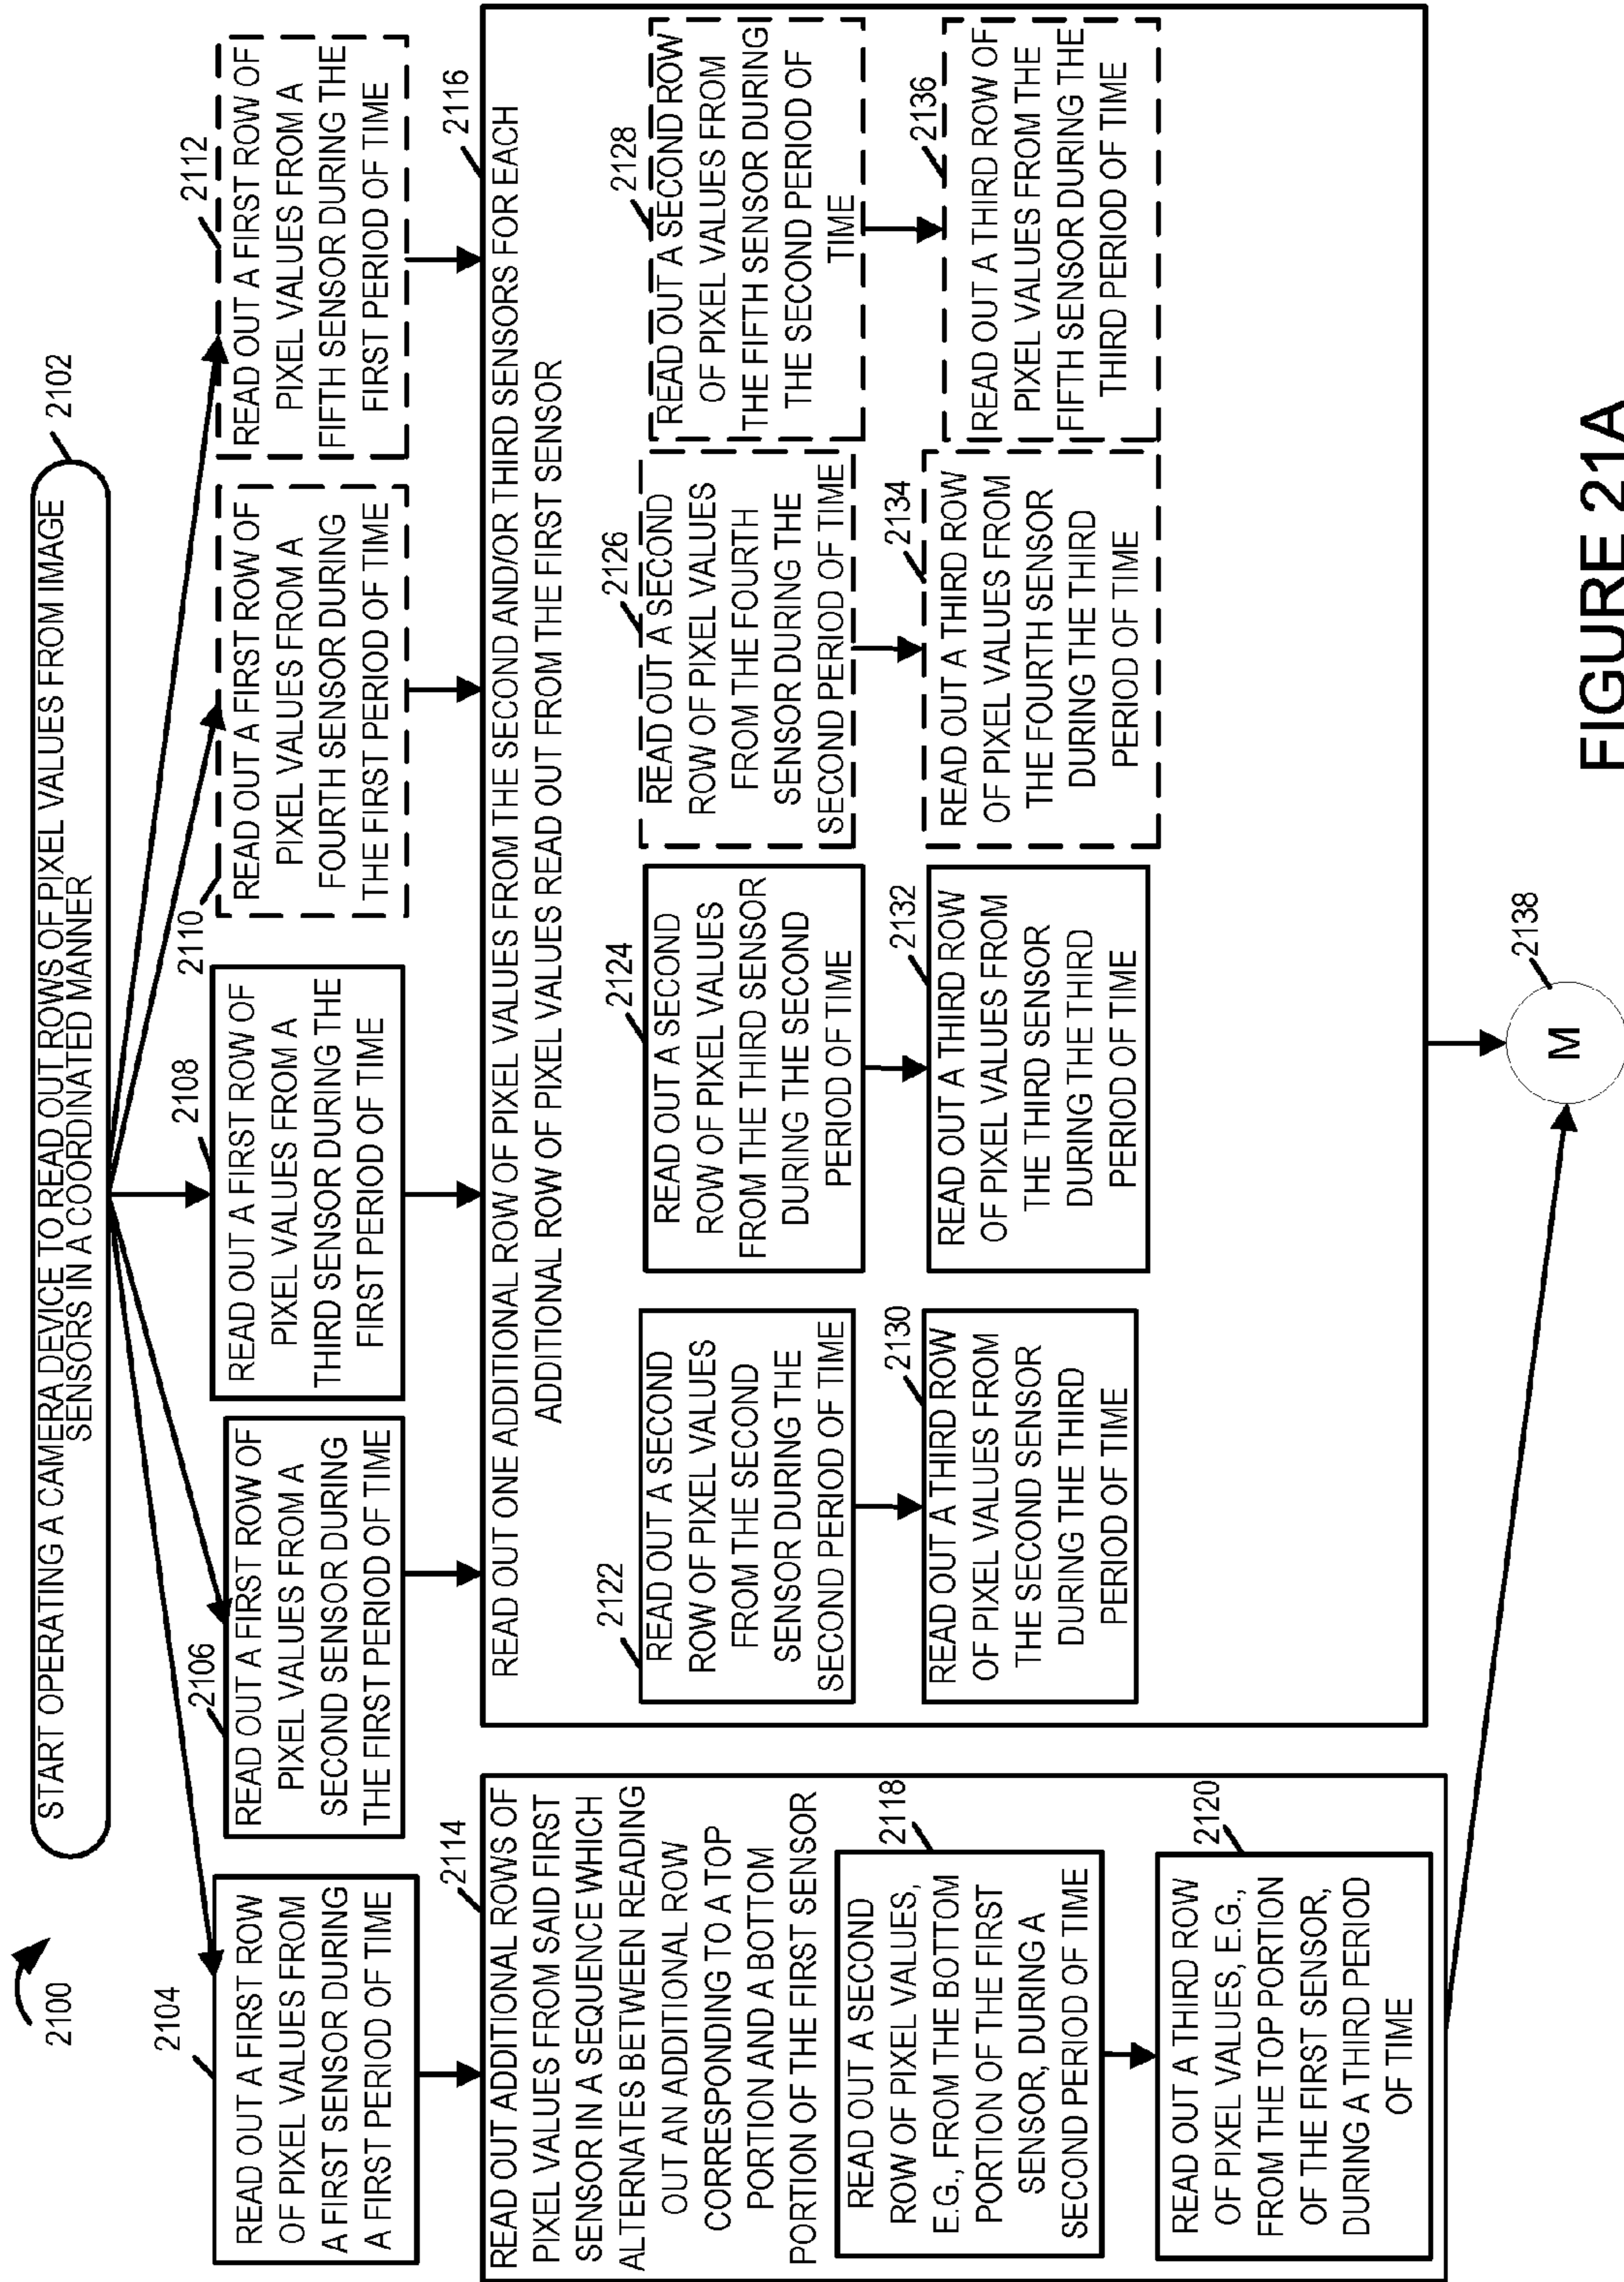 2100
START OPERATING A CAMERA DEVICE TO READ OUT ROWS OF PIXEL VALUES FROM IMAGE
SENSORS IN A COORDINATED MANNER
2102
2104
READ OUT A FIRST ROW
OF PIXEL VALUES FROM
A FIRST SENSOR DURING
A FIRST PERIOD OF TIME
2106
READ OUT A FIRST ROW OF
PIXEL VALUES FROM A
SECOND SENSOR DURING
THE FIRST PERIOD OF TIME
2108
READ OUT A FIRST ROW OF
PIXEL VALUES FROM A
THIRD SENSOR DURING THE
FIRST PERIOD OF TIME
2110
READ OUT A FIRST ROW OF
PIXEL VALUES FROM A
FOURTH SENSOR DURING
THE FIRST PERIOD OF TIME
2112
READ OUT A FIRST ROW OF
PIXEL VALUES FROM A
FIFTH SENSOR DURING THE
FIRST PERIOD OF TIME
2114
READ OUT ADDITIONAL ROWS OF
PIXEL VALUES FROM SAID FIRST
SENSOR IN A SEQUENCE WHICH
ALTERNATES BETWEEN READING
OUT AN ADDITIONAL ROW
CORRESPONDING TO A TOP
PORTION AND A BOTTOM
PORTION OF THE FIRST SENSOR
2118
READ OUT A SECOND
ROW OF PIXEL VALUES,
E.G., FROM THE BOTTOM
PORTION OF THE FIRST
SENSOR, DURING A
SECOND PERIOD OF TIME
2120
READ OUT A THIRD ROW
OF PIXEL VALUES, E.G.,
FROM THE TOP PORTION
OF THE FIRST SENSOR,
DURING A THIRD PERIOD
OF TIME
2116
READ OUT ONE ADDITIONAL ROW OF PIXEL VALUES FROM THE SECOND AND/OR THIRD SENSORS FOR EACH
ADDITIONAL ROW OF PIXEL VALUES READ OUT FROM THE FIRST SENSOR
2122
READ OUT A SECOND
ROW OF PIXEL VALUES
FROM THE SECOND
SENSOR DURING THE
SECOND PERIOD OF TIME
2124
READ OUT A SECOND
ROW OF PIXEL VALUES
FROM THE THIRD SENSOR
DURING THE SECOND
PERIOD OF TIME
2126
READ OUT A SECOND
ROW OF PIXEL VALUES
FROM THE FOURTH
SENSOR DURING THE
SECOND PERIOD OF TIME
2128
READ OUT A SECOND ROW
OF PIXEL VALUES FROM
THE FIFTH SENSOR DURING
THE SECOND PERIOD OF
TIME
2130
READ OUT A THIRD ROW
OF PIXEL VALUES FROM
THE SECOND SENSOR
DURING THE THIRD
PERIOD OF TIME
2132
READ OUT A THIRD ROW
OF PIXEL VALUES FROM
THE THIRD SENSOR
DURING THE THIRD
PERIOD OF TIME
2134
READ OUT A THIRD ROW
OF PIXEL VALUES FROM
THE FOURTH SENSOR
DURING THE THIRD
PERIOD OF TIME
2136
READ OUT A THIRD ROW OF
PIXEL VALUES FROM THE
FIFTH SENSOR DURING THE
THIRD PERIOD OF TIME
2138
M
FIGURE 21A